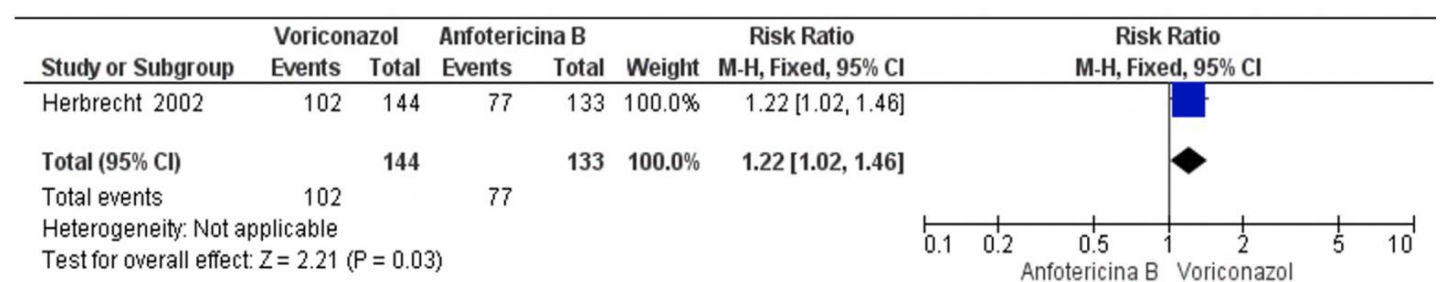 Voriconazol Anfotericina B Risk Ratio Risk Ratio
Study or Subgroup Events Total Events Total Weight M-H, Fixed, 95% CI M-H, Fixed, 95% CI
Herbrecht 2002 102 144 77 133 100.0% 1.22 [1.02, 1.46]
Total (95% CI) 144 133 100.0% 1.22 [1.02, 1.46]
Total events 102 77
Heterogeneity: Not applicable
Test for overall effect: Z = 2.21 (P = 0.03)
0.1 0.2 0.5 1 2 5 10
Anfotericina B Voriconazol